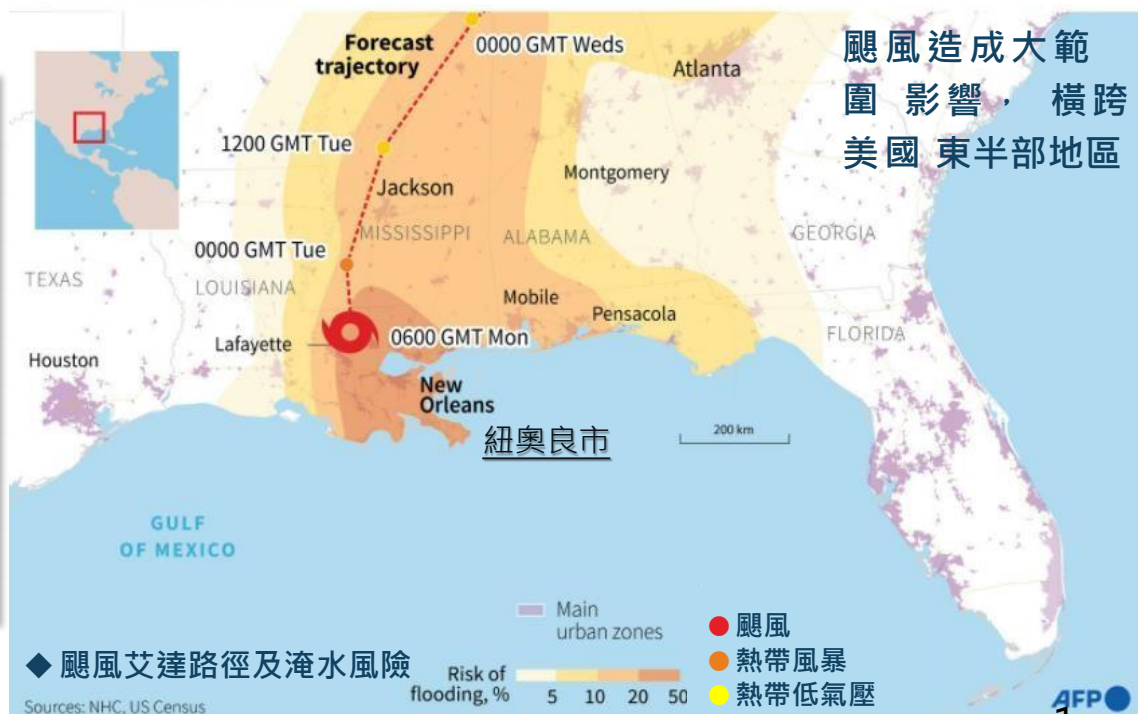 颶風造成大範
圍 影響， 橫跨
美國 東半部地區
Forecast
trajectory
0000 GMT Weds
Atlanta
1200 GMT Tue
Jackson
Montgomery
MISSISSIPPI
ALABAMA
GEORGIA
0000 GMT Tue
TEXAS
LOUISIANA
Mobile
Pensacola
FLORIDA
Lafayette
0600 GMT Mon
Houston
New
Orleans
紐奧良市
200 km
GULF
OF MEXICO
Main
urban zones
颶風
熱帶風暴
熱帶低氣壓
◆ 颶風艾達路徑及淹水風險
Risk of
flooding, %
5 10 20 50
Sources: NHC, US Census
AFP